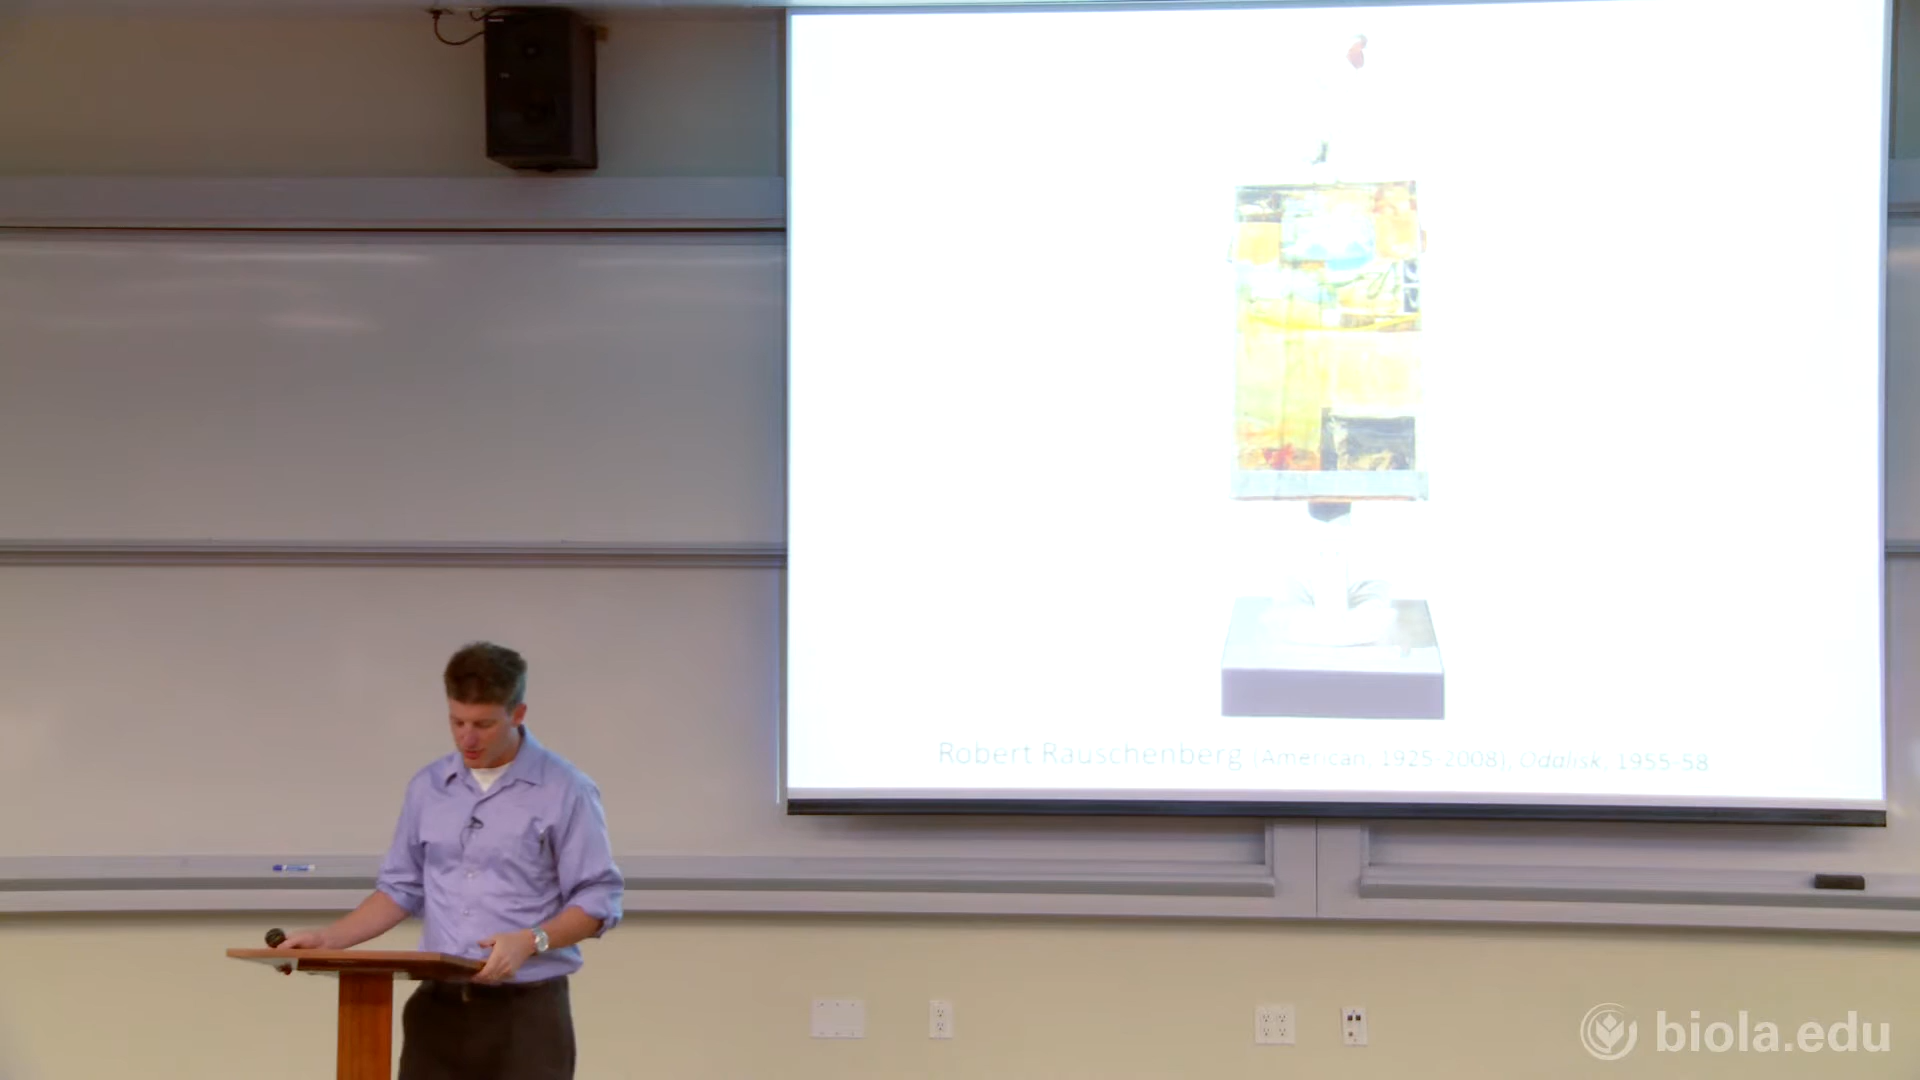 Robert Rauschenberg (American, 1925-2008), Odalisk, 1955-58
biola.edu